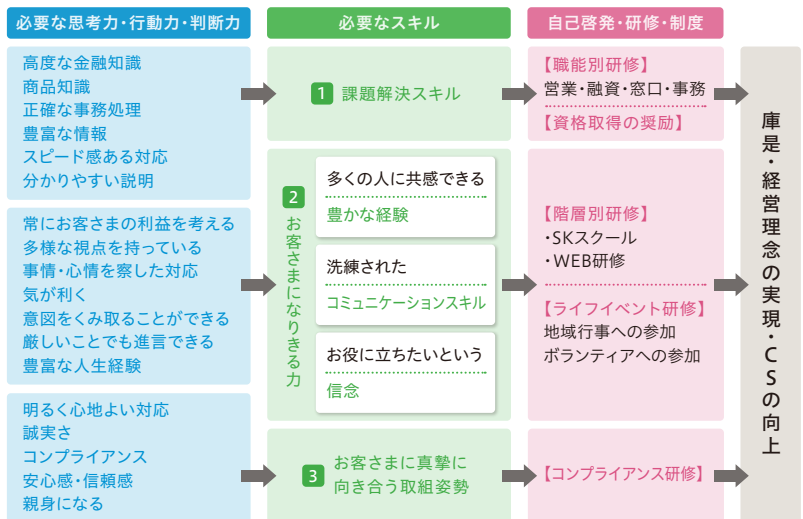 必要な思考力・行動力・判断力
高度な金融知識
商品知識
正確な事務処理
豊富な情報
スピード感ある対応
分かりやすい説明
常にお客さまの利益を考える
多様な視点を持っている
事情・心情を察した対応
気が利く
意図をくみ取ることができる
厳しいことでも進言できる
豊富な人生経験
明るく心地よい対応
誠実さ
コンプライアンス
安心感・信頼感
親身になる
必要なスキル
1 課題解決スキル
2 お客さまになりきる力
多くの人に共感できる
豊かな経験
洗練された
コミュニケーションスキル
お役に立ちたいという
信念
3 お客さまに真摯に
向き合う取組姿勢
自己啓発・研修・制度
【職能別研修】
営業・融資・窓口・事務
【資格取得の奨励】
【階層別研修】
・SKスクール
・WEB研修
【ライフイベント研修】
地域行事への参加
ボランティアへの参加
【コンプライアンス研修】
庫是・経営理念の実現・CSの向上